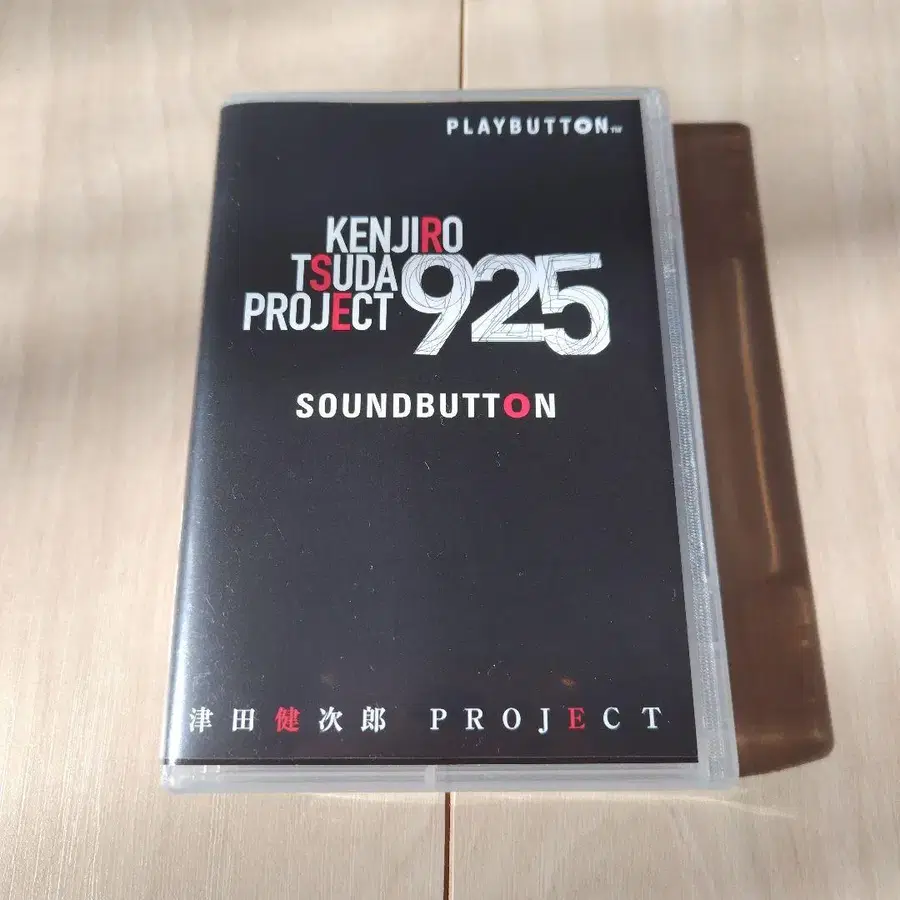 PLAYBUTTON™
KENJIRO
TSUDA
PROJECT 925
SOUNDBUTTON
津田健次郎 PROJECT